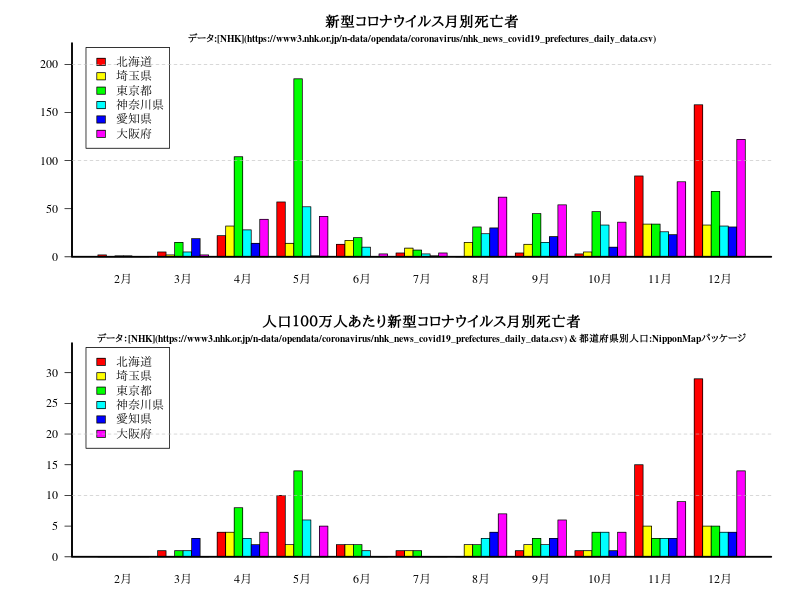 新型コロナウイルス月別死亡者
データ:[NHK](https://www3.nhk.or.jp/n-data/opendata/coronavirus/nhk_news_covid19_prefectures_daily_data.csv)
200
150
100
50
0
北海道
埼玉県
東京都
神奈川県
愛知県
大阪府
2月 3月 4月 5月 6月 7月 8月 9月 10月 11月 12月
人口100万人あたり新型コロナウイルス月別死亡者
データ:[NHK](https://www3.nhk.or.jp/n-data/opendata/coronavirus/nhk_news_covid19_prefectures_daily_data.csv) & 都道府県別人口:NipponMapパッケージ
30
25
20
15
10
5
0
北海道
埼玉県
東京都
神奈川県
愛知県
大阪府
2月 3月 4月 5月 6月 7月 8月 9月 10月 11月 12月